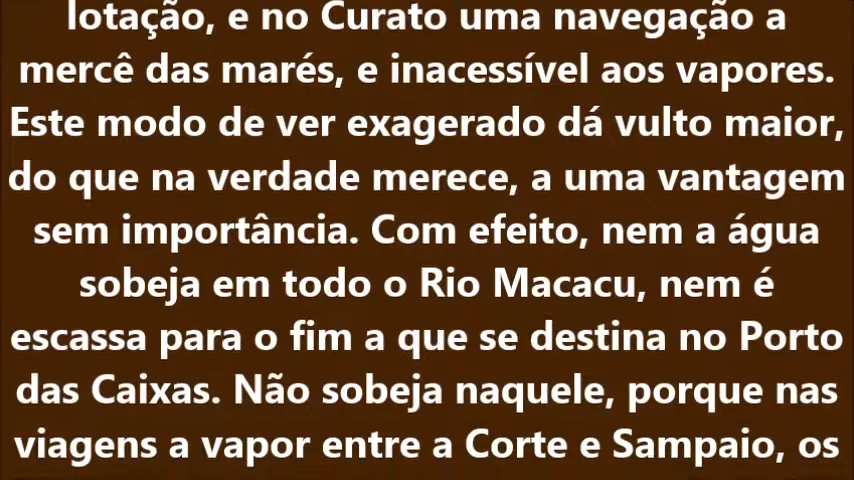 lotação, e no Curato uma navegação a
mercê das marés, e inacessível aos vapores.
Este modo de ver exagerado dá vulto maior,
do que na verdade merece, a uma vantagem
sem importância. Com efeito, nem a água
sobeja em todo o Rio Macacu, nem é
escassa para o fim a que se destina no Porto
das Caixas. Não sobeja naquele, porque nas
viagens a vapor entre a Corte e Sampaio, os